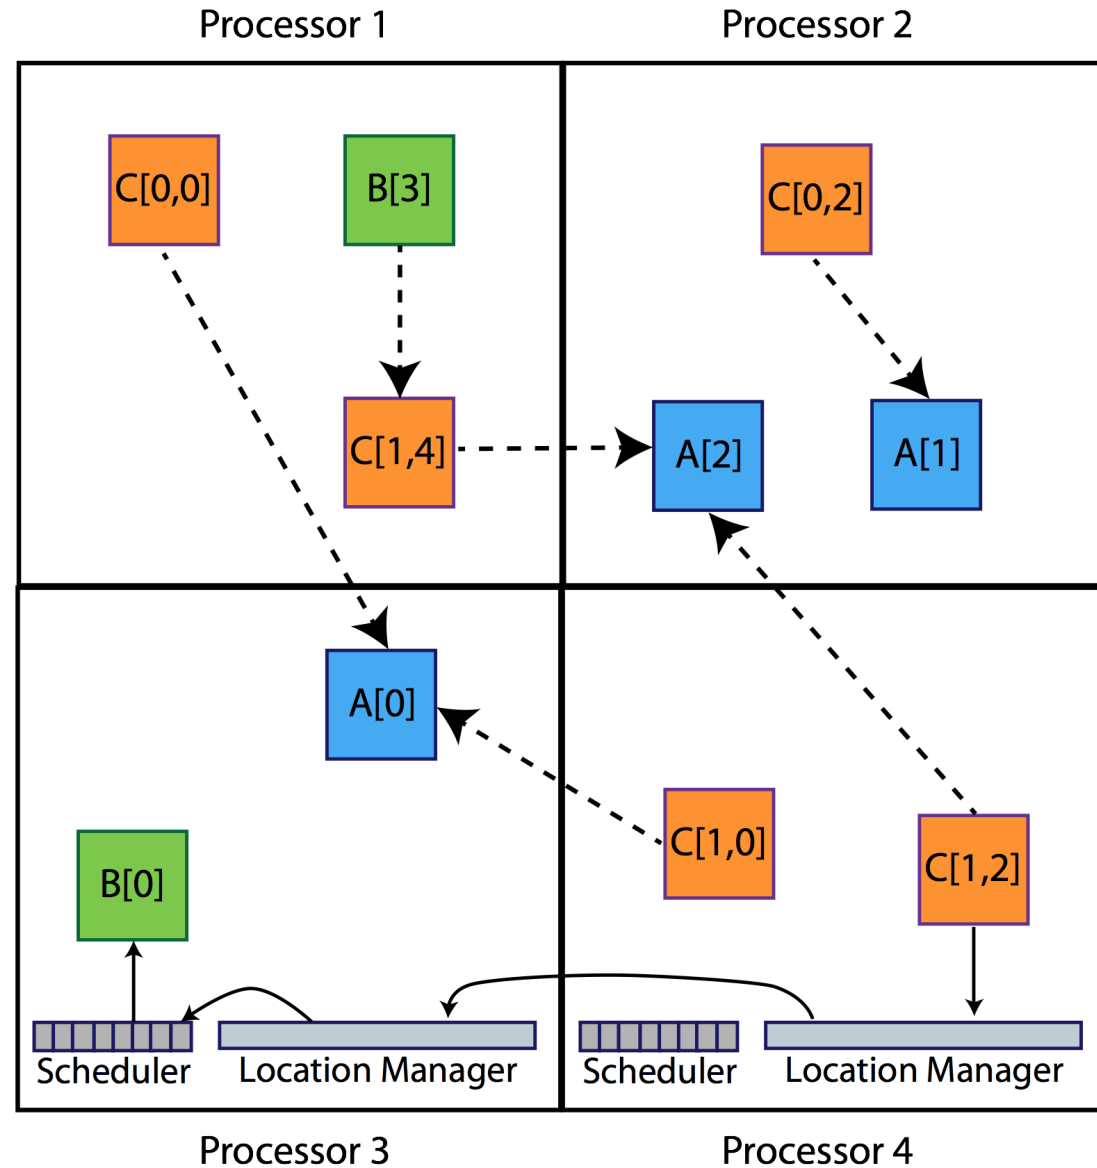 Processor 1
Processor 2
C[0,0]
B[3]
C[0,2]
C[1,4]
A[2]
A[1]
A[0]
C[1,0]
B[0]
C[1,2]
Scheduler
Location Manager
Scheduler
Location Manager
Processor 3
Processor 4